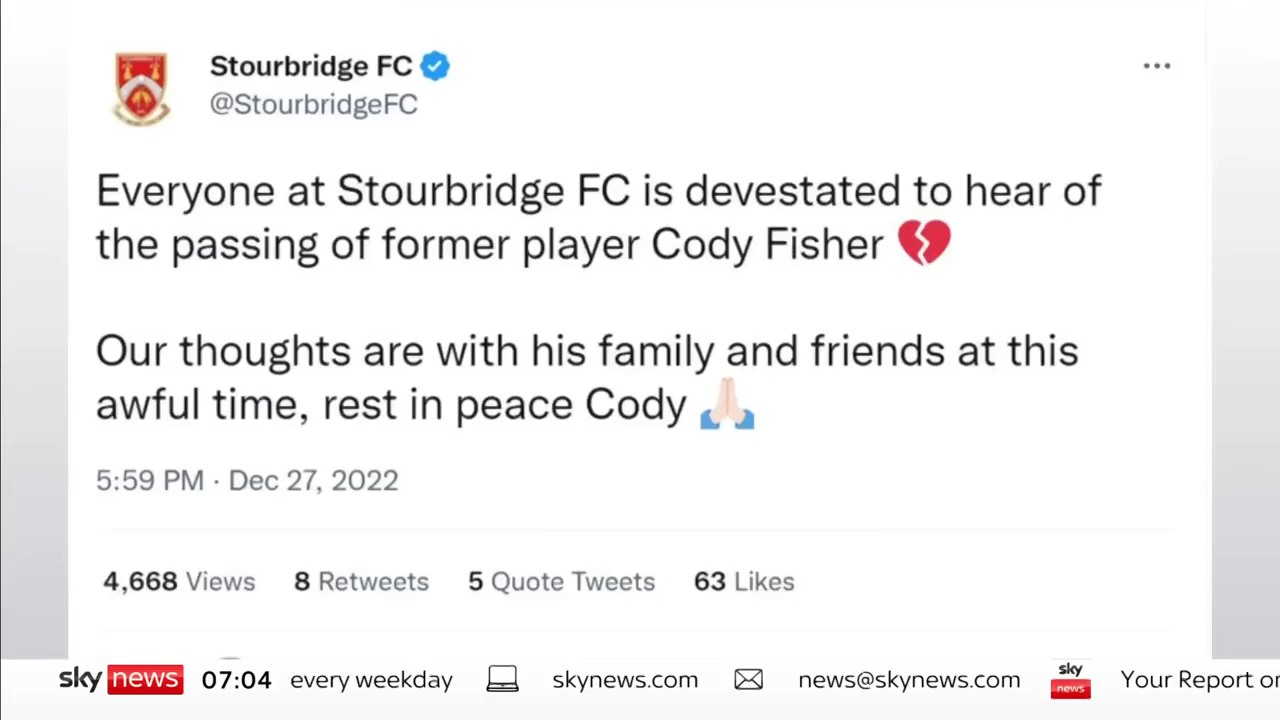 Stourbridge FC
@StourbridgeFC
Everyone at Stourbridge FC is devestated to hear of
the passing of former player Cody Fisher 💔
Our thoughts are with his family and friends at this
awful time, rest in peace Cody 🙏🏻
5:59 PM · Dec 27, 2022
4,668 Views 8 Retweets 5 Quote Tweets 63 Likes
sky news 07:04 every weekday skynews.com news@skynews.com sky news Your Report on